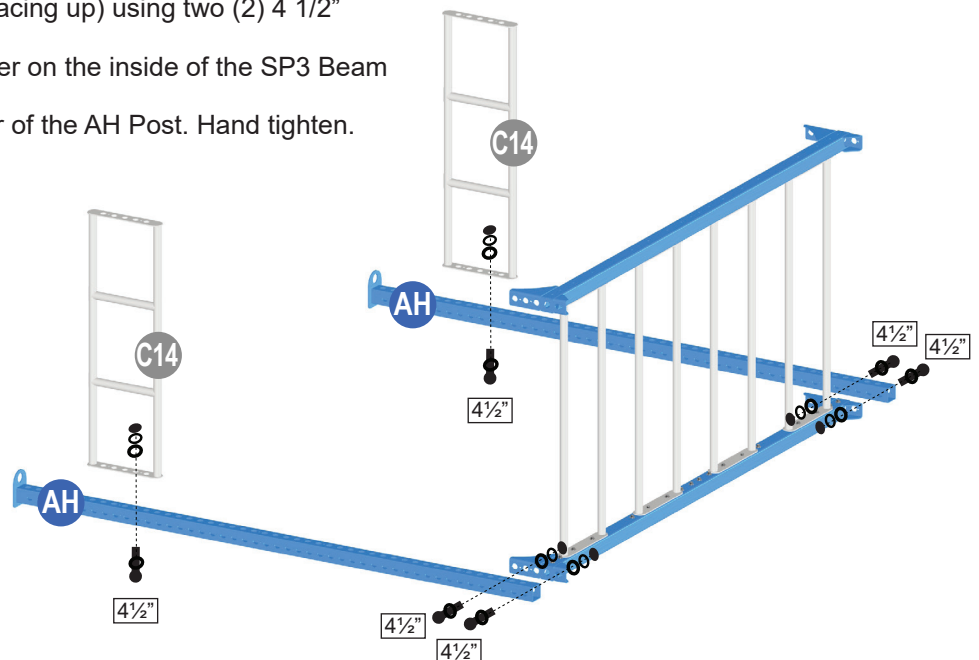 acing up) using two (2) 4 1/2”
er on the inside of the SP3 Beam
r of the AH Post. Hand tighten.
C14
AH
4½”
4½”
4½”
C14
AH
4½”
4½”
4½”